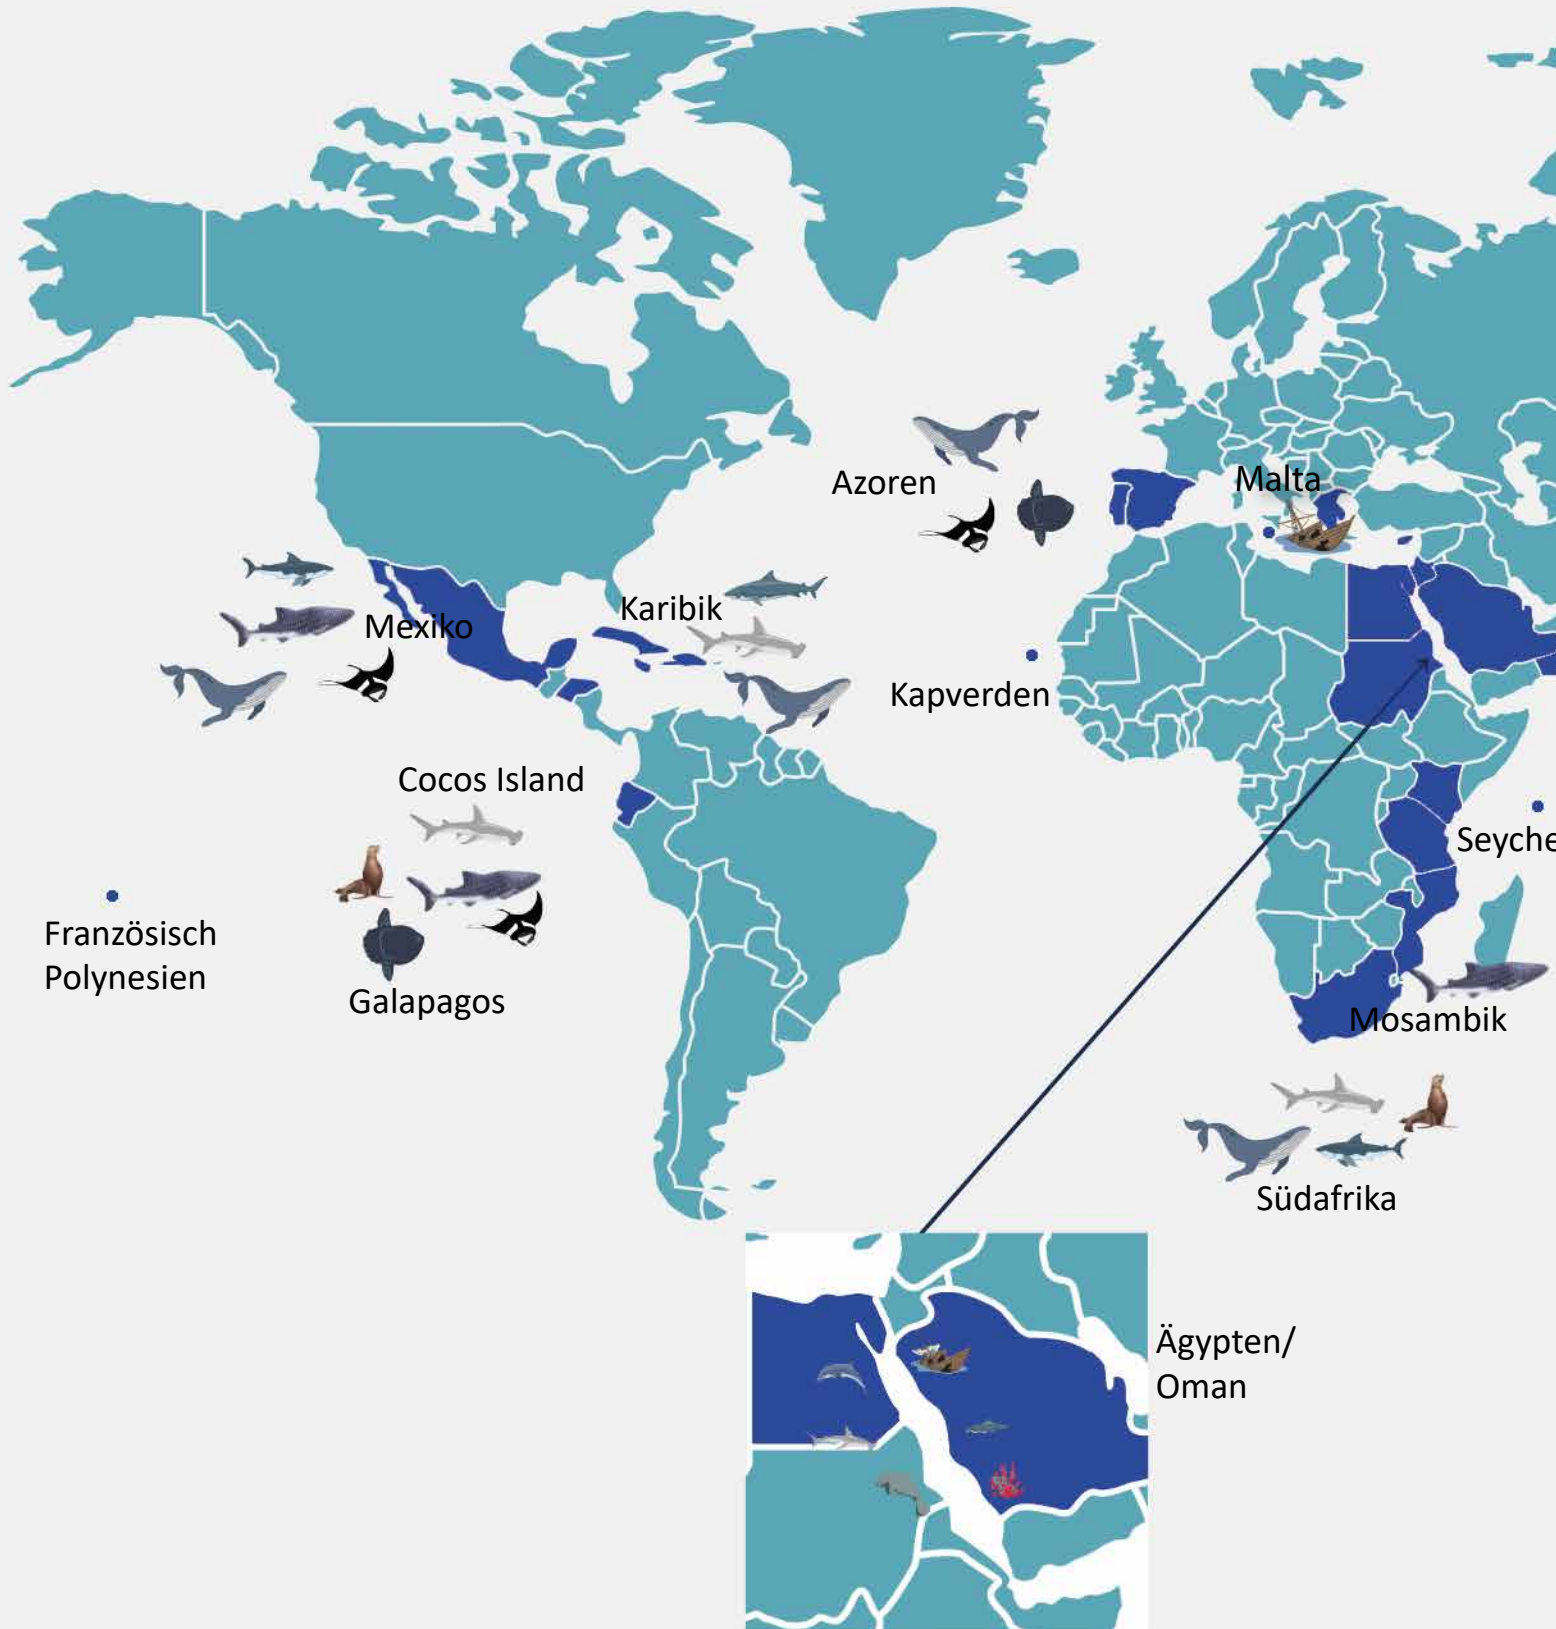 Azoren
Malta
Karibik
Mexiko
Kapverden
Cocos Island
Seyche
Französisch
Polynesien
Galapagos
Mosambik
Südafrika
Ägypten/
Oman